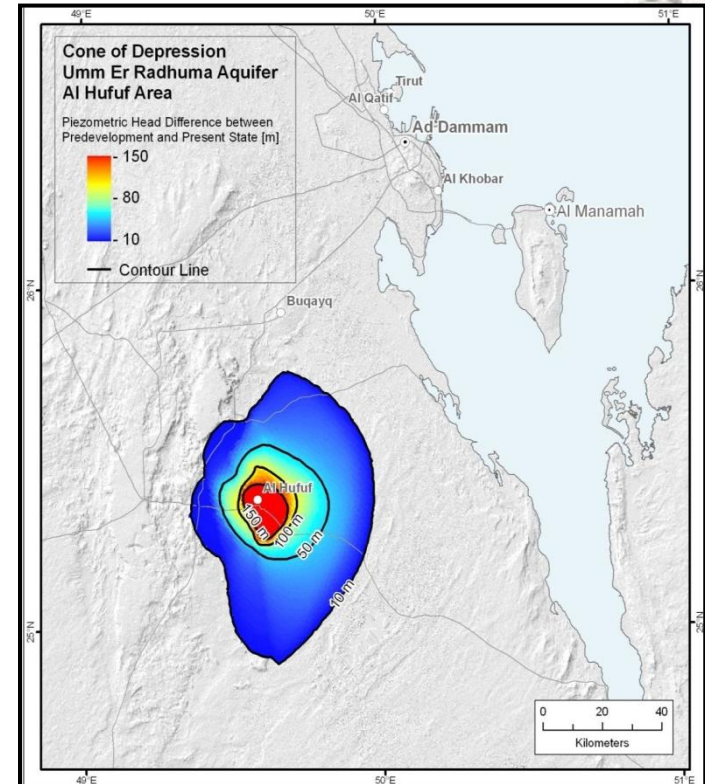 49°E
50°E
51°E
Cone of Depression
Umm Er Radhuma Aquifer
Al Hufuf Area
Piezometric Head Difference between
Predevelopment and Present State [m]
- 150
- 80
- 10
Contour Line
Tirut
Al Qatif
Ad-Dammam
Al Khobar
Al Manamah
26°N
26°N
Buqayq
Al Hufuf
150 m
100 m
50 m
10 m
25°N
25°N
0 20 40
Kilometers
49°E
50°E
51°E